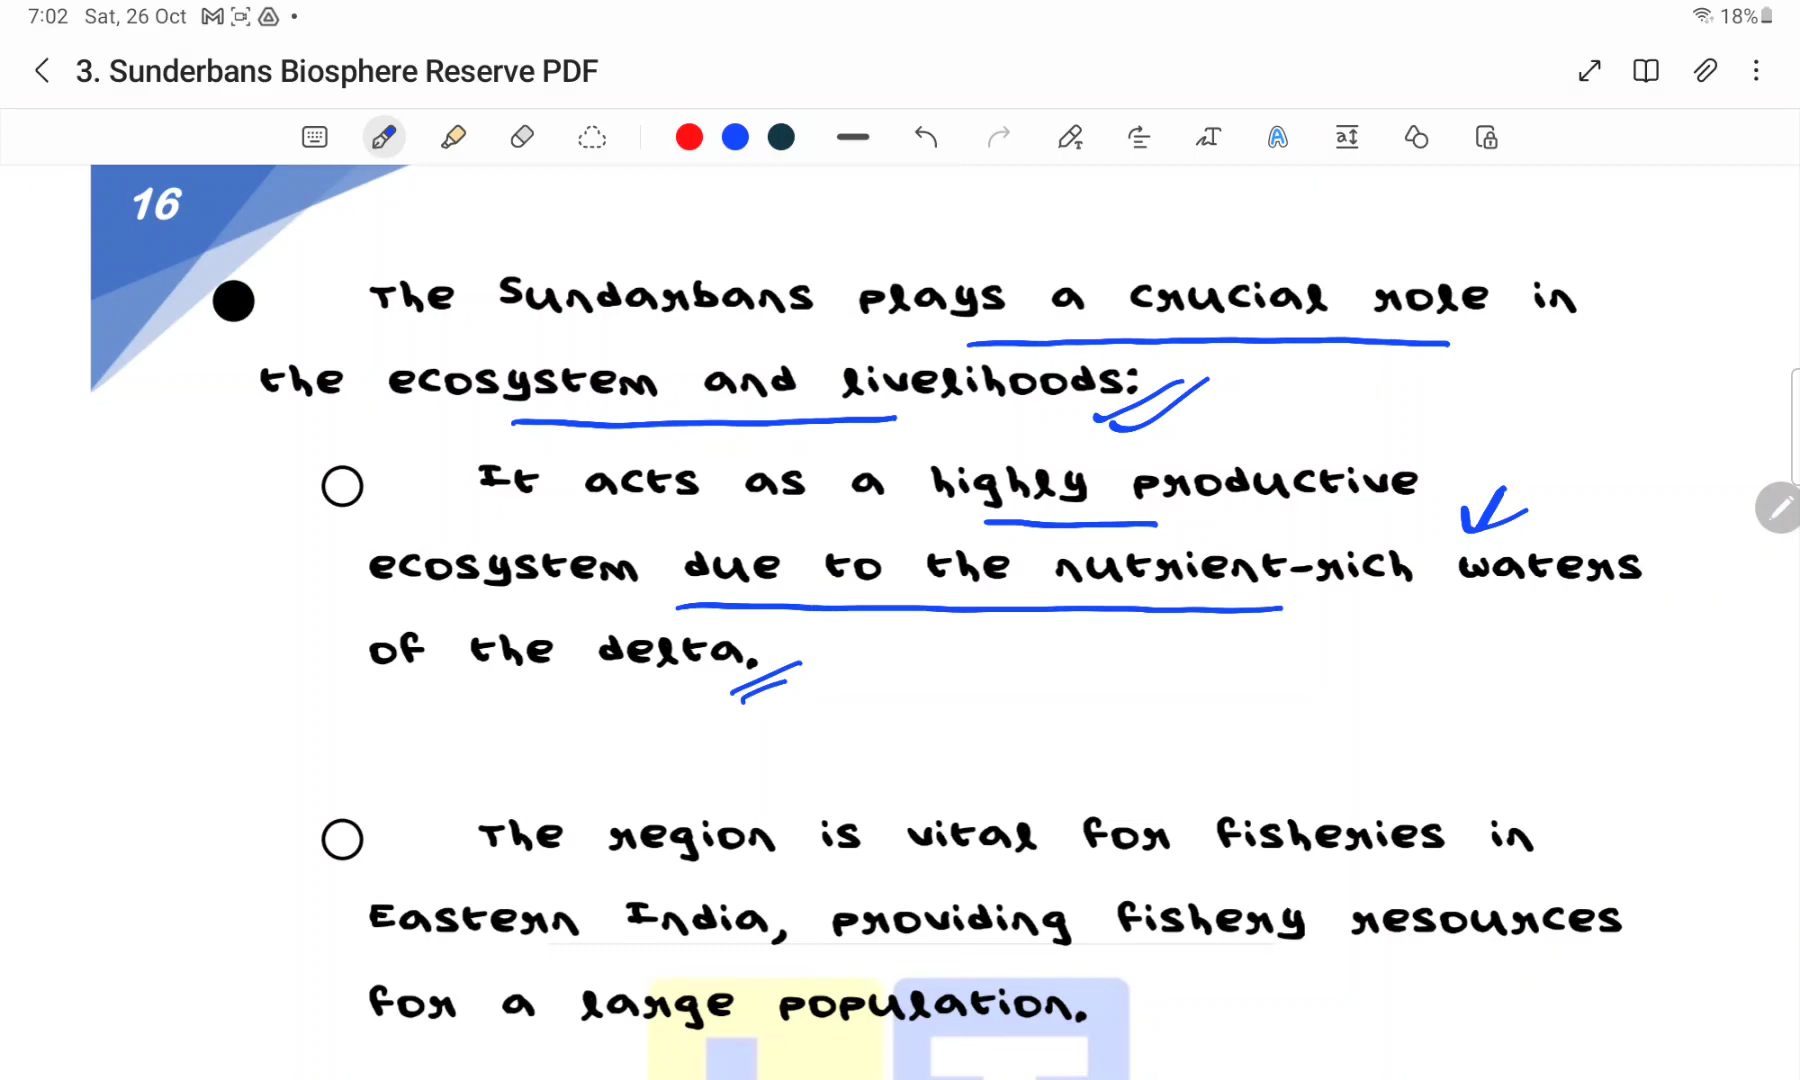 7:02 Sat, 26 Oct
18%
3. Sunderbans Biosphere Reserve PDF
16
The Sundarbans plays a crucial role in
the ecosystem and livelihoods:
It acts as a highly productive
ecosystem due to the nutrient-rich waters
of the delta.
The region is vital for fisheries in
Eastern India, providing fishery resources
for a large population.